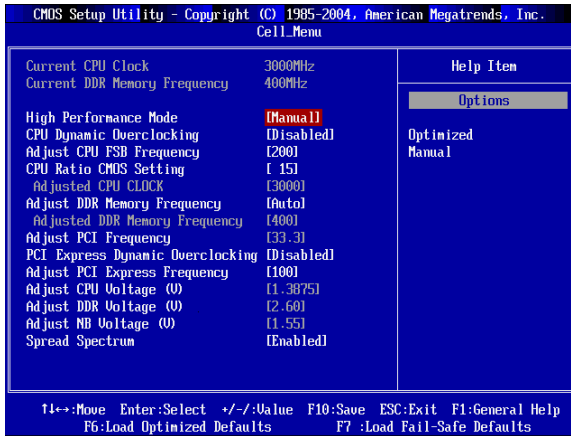 CMOS Setup Utility - Copyright (C) 1985-2004, American Megatrends, Inc.
Cell_Menu
Current CPU Clock 3000MHz
Current DDR Memory Frequency 400MHz
High Performance Mode [Manual]
CPU Dynamic Overclocking [Disabled]
Adjust CPU FSB Frequency [200]
CPU Ratio CMOS Setting [ 15]
Adjusted CPU CLOCK [3000]
Adjust DDR Memory Frequency [Auto]
Adjusted DDR Memory Frequency [400]
Adjust PCI Frequency [33.3]
PCI Express Dynamic Overclocking [Disabled]
Adjust PCI Express Frequency [100]
Adjust CPU Voltage (V) [1.3875]
Adjust DDR Voltage (V) [2.60]
Adjust NB Voltage (V) [1.55]
Spread Spectrum [Enabled]
Help Item
Options
Optimized
Manual
↑↓↔:Move Enter:Select +/-/:Value F10:Save ESC:Exit F1:General Help
F6:Load Optimized Defaults F7 :Load Fail-Safe Defaults